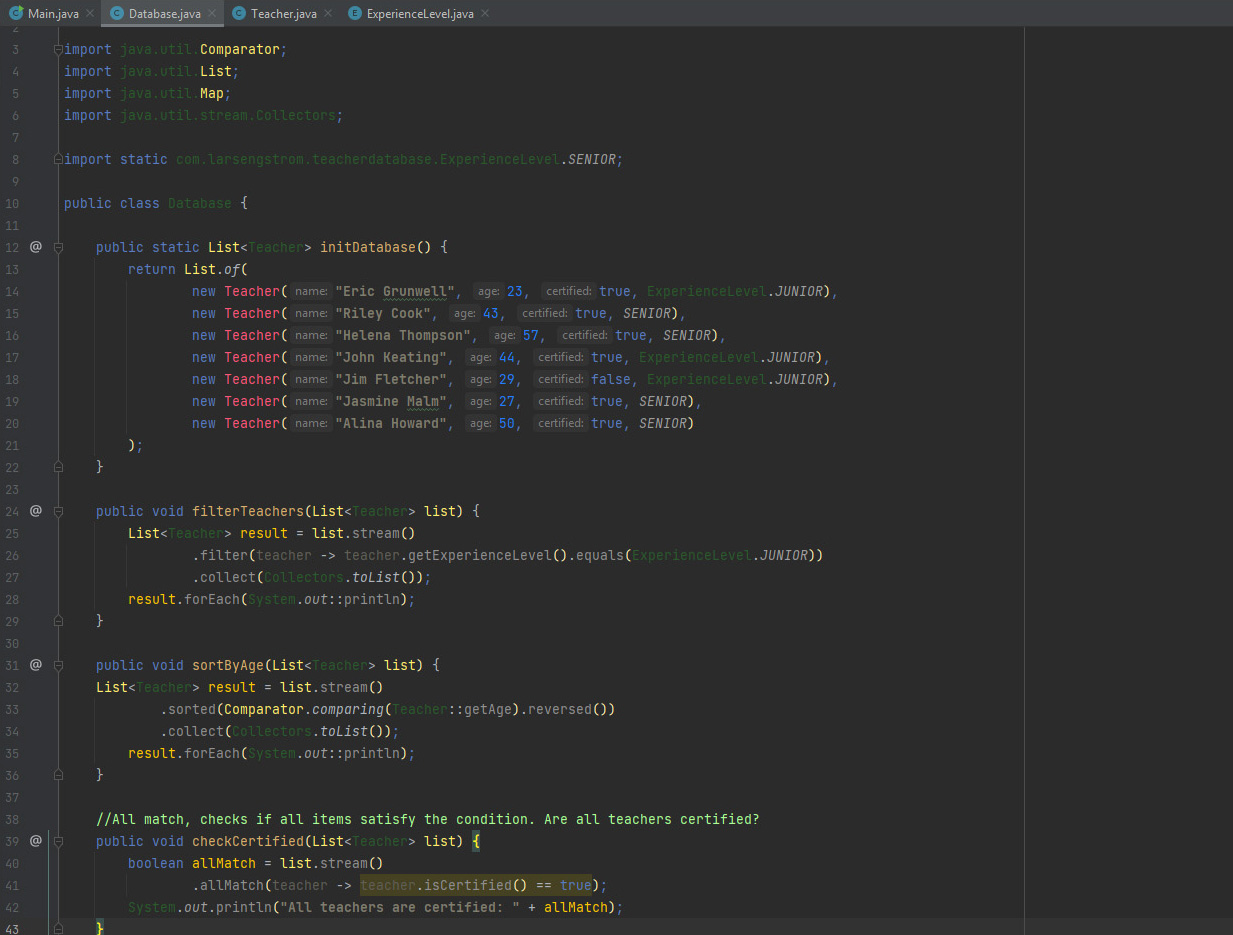 Main.java × Database.java × Teacher.java × ExperienceLevel.java ×
2
3 import java.util.Comparator;
4 import java.util.List;
5 import java.util.Map;
6 import java.util.stream.Collectors;
7
8 import static com.larsengstrom.teacherdatabase.ExperienceLevel.SENIOR;
9
10 public class Database {
11
12 @ public static List<Teacher> initDatabase() {
13 return List.of(
14 new Teacher( name: "Eric Grunwell", age: 23, certified: true, ExperienceLevel.JUNIOR),
15 new Teacher( name: "Riley Cook", age: 43, certified: true, SENIOR),
16 new Teacher( name: "Helena Thompson", age: 57, certified: true, SENIOR),
17 new Teacher( name: "John Keating", age: 44, certified: true, ExperienceLevel.JUNIOR),
18 new Teacher( name: "Jim Fletcher", age: 29, certified: false, ExperienceLevel.JUNIOR),
19 new Teacher( name: "Jasmine Malm", age: 27, certified: true, SENIOR),
20 new Teacher( name: "Alina Howard", age: 50, certified: true, SENIOR)
21 );
22 }
23
24 @ public void filterTeachers(List<Teacher> list) {
25 List<Teacher> result = list.stream()
26 .filter(teacher -> teacher.getExperienceLevel().equals(ExperienceLevel.JUNIOR))
27 .collect(Collectors.toList());
28 result.forEach(System.out::println);
29 }
30
31 @ public void sortByAge(List<Teacher> list) {
32 List<Teacher> result = list.stream()
33 .sorted(Comparator.comparing(Teacher::getAge).reversed())
34 .collect(Collectors.toList());
35 result.forEach(System.out::println);
36 }
37
38 //All match, checks if all items satisfy the condition. Are all teachers certified?
39 @ public void checkCertified(List<Teacher> list) {
40 boolean allMatch = list.stream()
41 .allMatch(teacher -> teacher.isCertified() == true);
42 System.out.println("All teachers are certified: " + allMatch);
43 }